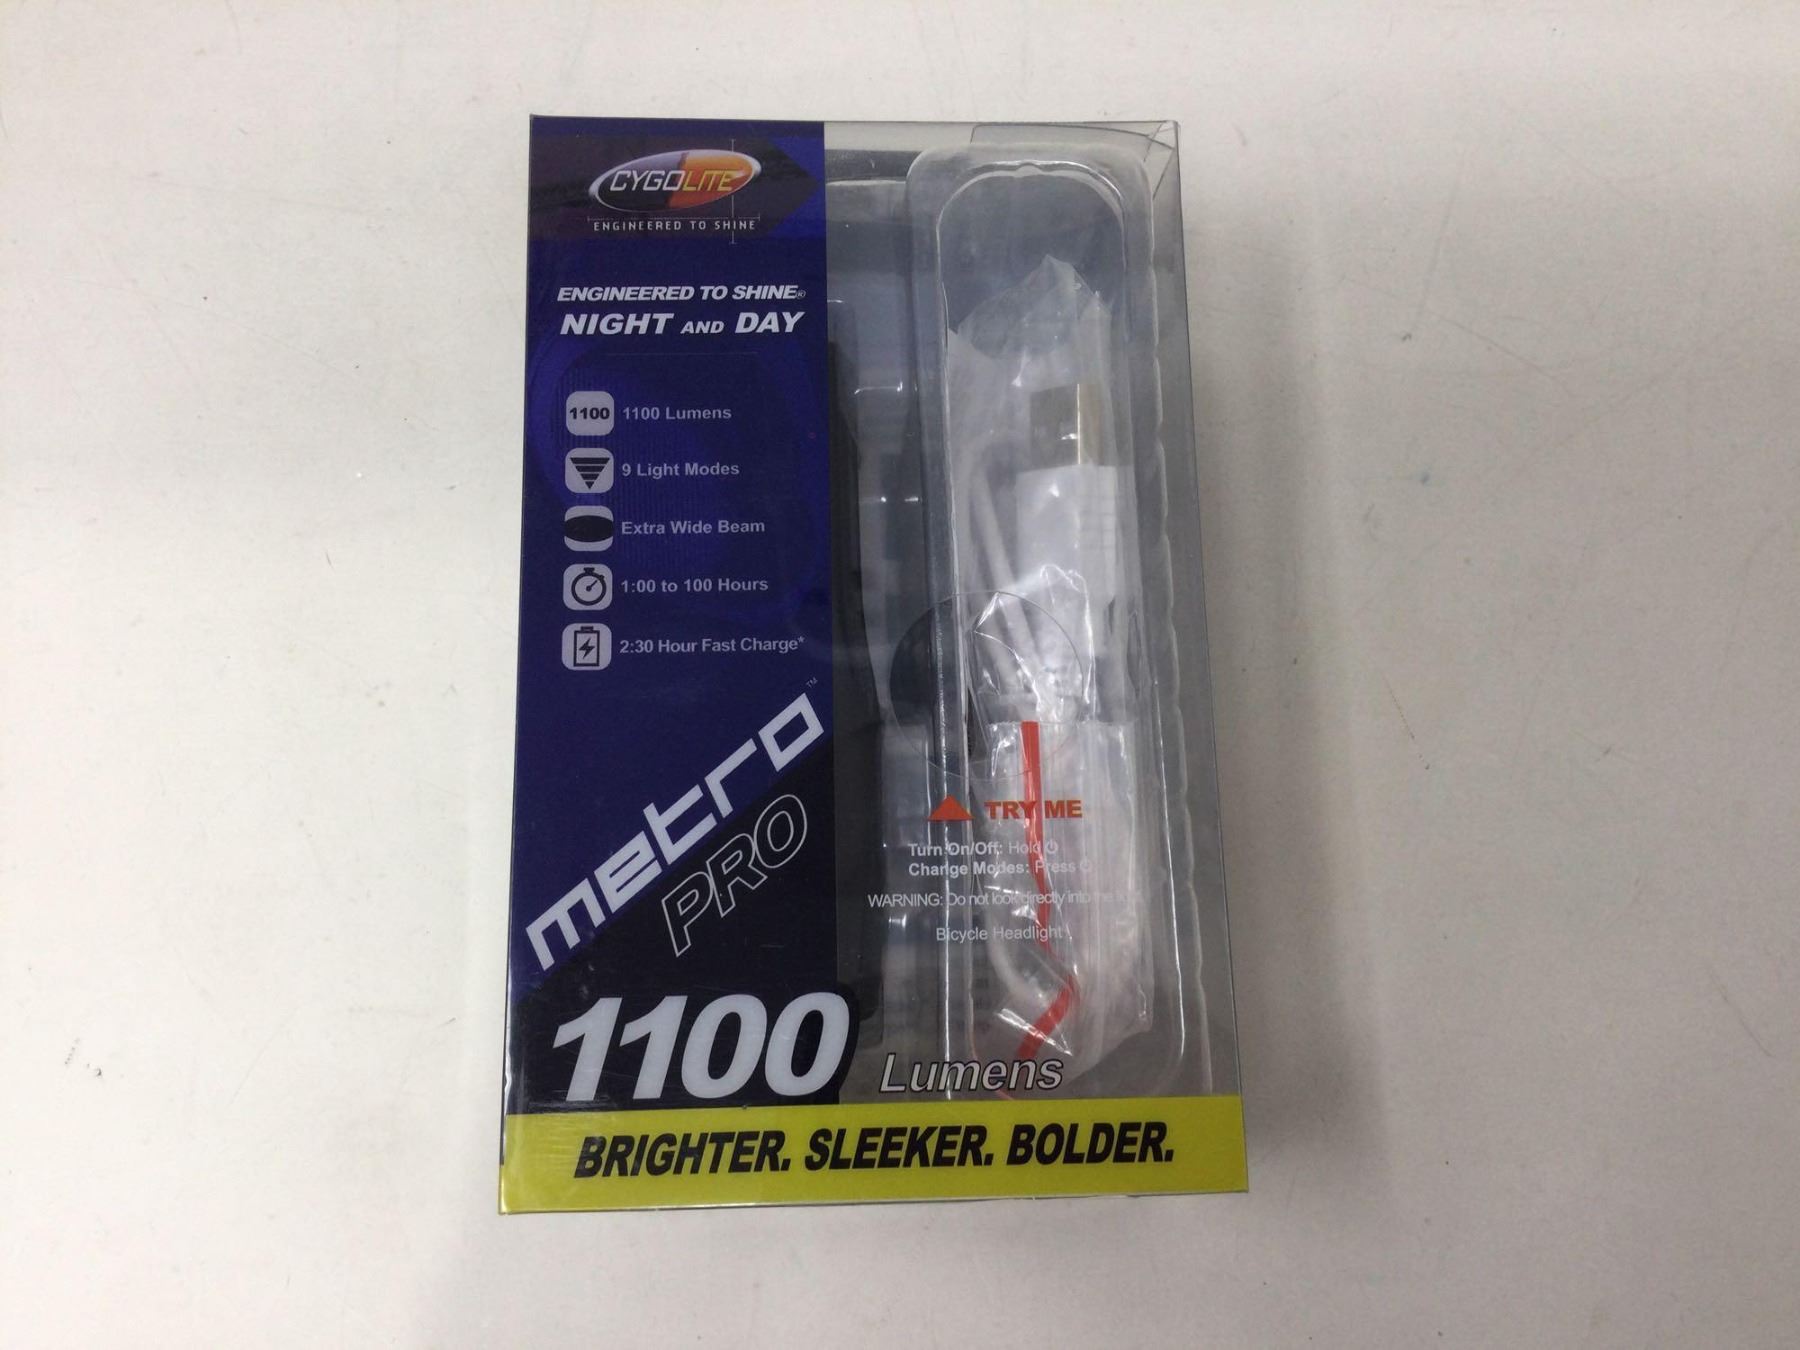 CYGOLITE
ENGINEERED TO SHINE
ENGINEERED TO SHINE®
NIGHT AND DAY
1100 1100 Lumens
9 Light Modes
Extra Wide Beam
1:00 to 100 Hours
2:30 Hour Fast Charge*
metro™
PRO
TRY ME
Turn On/Off: Hold
Change Modes: Press
WARNING: Do not look directly into the
Bicycle Headlight
1100 Lumens
BRIGHTER. SLEEKER. BOLDER.